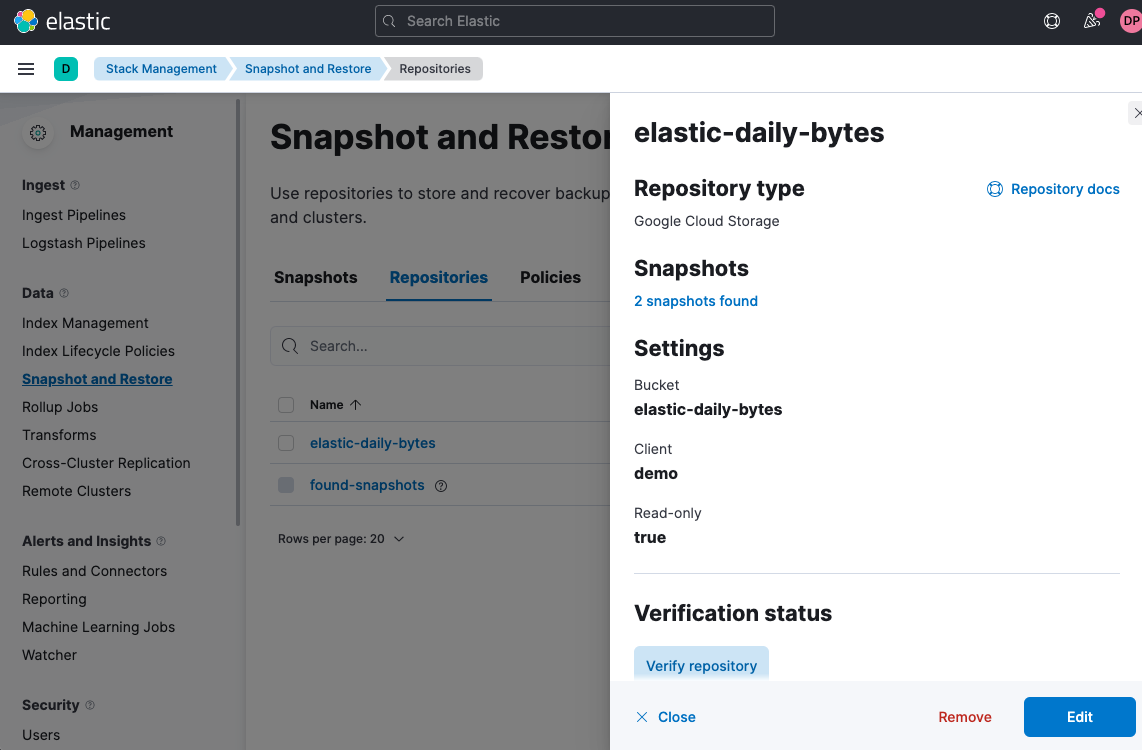 elastic
Search Elastic
DP
D
Stack Management
Snapshot and Restore
Repositories
Management
Ingest
Ingest Pipelines
Logstash Pipelines
Data
Index Management
Index Lifecycle Policies
Snapshot and Restore
Rollup Jobs
Transforms
Cross-Cluster Replication
Remote Clusters
Alerts and Insights
Rules and Connectors
Reporting
Machine Learning Jobs
Watcher
Security
Users
Snapshot and Restor
Use repositories to store and recover backup
and clusters.
Snapshots
Repositories
Policies
Search...
Name
elastic-daily-bytes
found-snapshots
Rows per page: 20
elastic-daily-bytes
Repository type
Repository docs
Google Cloud Storage
Snapshots
2 snapshots found
Settings
Bucket
elastic-daily-bytes
Client
demo
Read-only
true
Verification status
Verify repository
Close
Remove
Edit